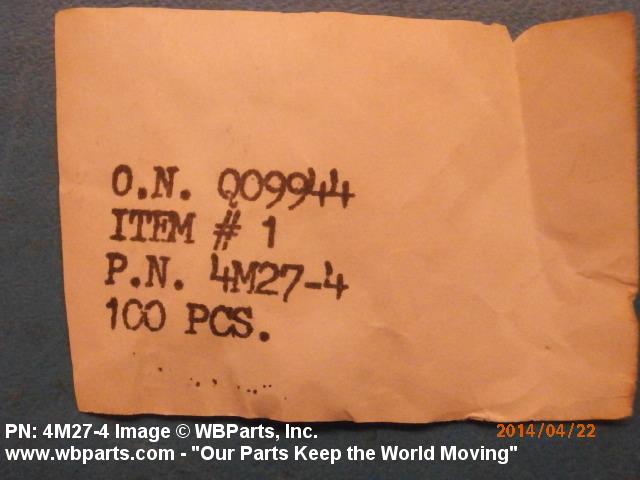 O.N. Q09944
ITEM # 1
P.N. 4M27-4
100 PCS.
PN: 4M27-4 Image © WBParts, Inc.
2014/04/22
www.wbparts.com - "Our Parts Keep the World Moving"